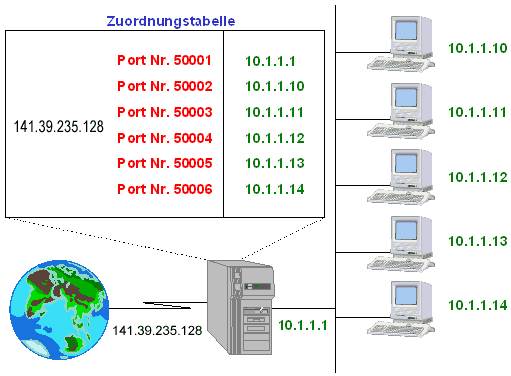 Zuordnungstabelle
141.39.235.128
Port Nr. 50001 10.1.1.1
Port Nr. 50002 10.1.1.10
Port Nr. 50003 10.1.1.11
Port Nr. 50004 10.1.1.12
Port Nr. 50005 10.1.1.13
Port Nr. 50006 10.1.1.14
10.1.1.10
10.1.1.11
10.1.1.12
10.1.1.13
10.1.1.14
141.39.235.128
10.1.1.1